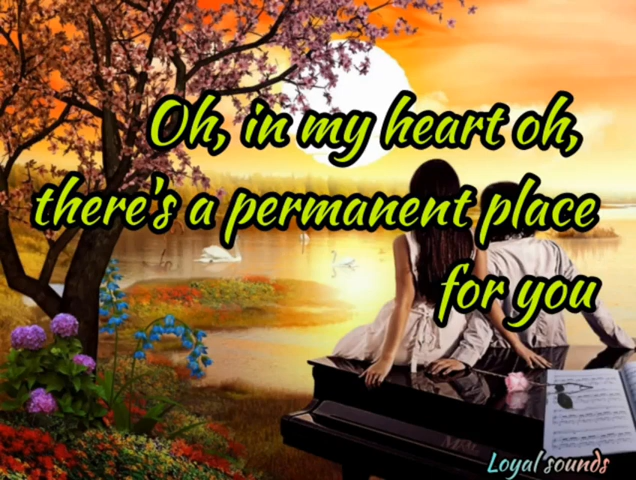 Oh, in my heart oh,
there's a permanent place
for you
Loyal sounds